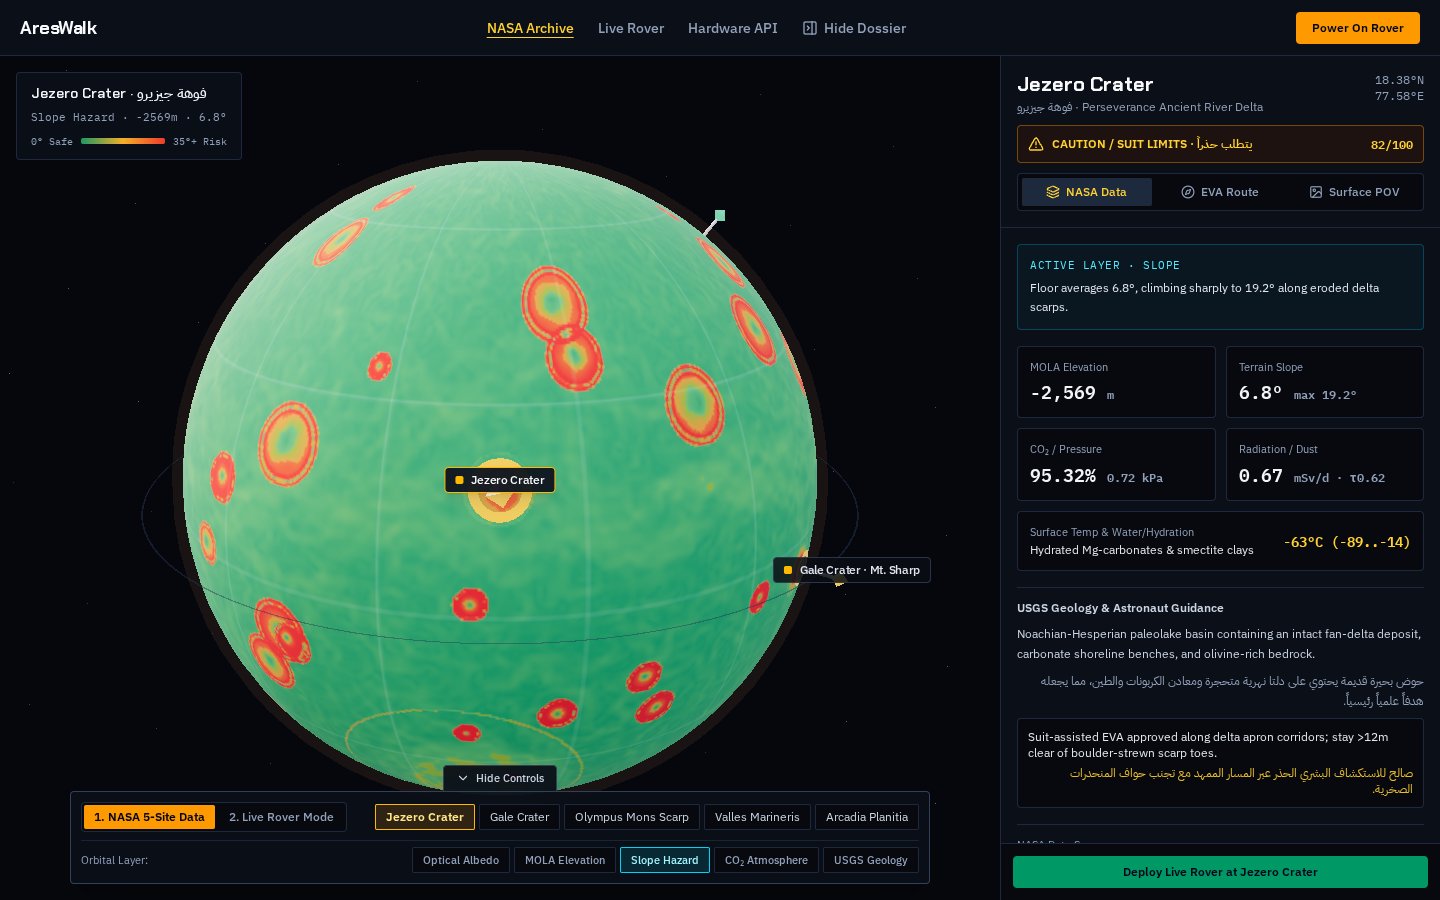 AresWalk
NASA Archive
Live Rover
Hardware API
Hide Dossier
Power On Rover
Jezero Crater · فوهة جيزيرو
Slope Hazard · -2569m · 6.8°
0° Safe
35°+ Risk
Jezero Crater
Gale Crater · Mt. Sharp
Hide Controls
1. NASA 5-Site Data
2. Live Rover Mode
Jezero Crater
Gale Crater
Olympus Mons Scarp
Valles Marineris
Arcadia Planitia
Orbital Layer:
Optical Albedo
MOLA Elevation
Slope Hazard
CO₂ Atmosphere
USGS Geology
Jezero Crater
18.38°N
77.58°E
فوهة جيزيرو · Perseverance Ancient River Delta
CAUTION / SUIT LIMITS · يتطلب حذراً
82/100
NASA Data
EVA Route
Surface POV
ACTIVE LAYER · SLOPE
Floor averages 6.8°, climbing sharply to 19.2° along eroded delta
scarps.
MOLA Elevation
-2,569 m
Terrain Slope
6.8° max 19.2°
CO₂ / Pressure
95.32% 0.72 kPa
Radiation / Dust
0.67 mSv/d · τ0.62
Surface Temp & Water/Hydration
Hydrated Mg-carbonates & smectite clays
-63°C (-89..-14)
USGS Geology & Astronaut Guidance
Noachian-Hesperian paleolake basin containing an intact fan-delta deposit,
carbonate shoreline benches, and olivine-rich bedrock.
حوض بحيرة قديمة يحتوي على دلتا نهرية متحجرة ومعادن الكربونات والطين، مما يجعله
هدفاً علمياً رئيسياً.
Suit-assisted EVA approved along delta apron corridors; stay >12m
clear of boulder-strewn scarp toes.
صالح للاستكشاف البشري الحذر عبر المسار الممهد مع تجنب حواف المنحدرات
الصخرية.
Deploy Live Rover at Jezero Crater